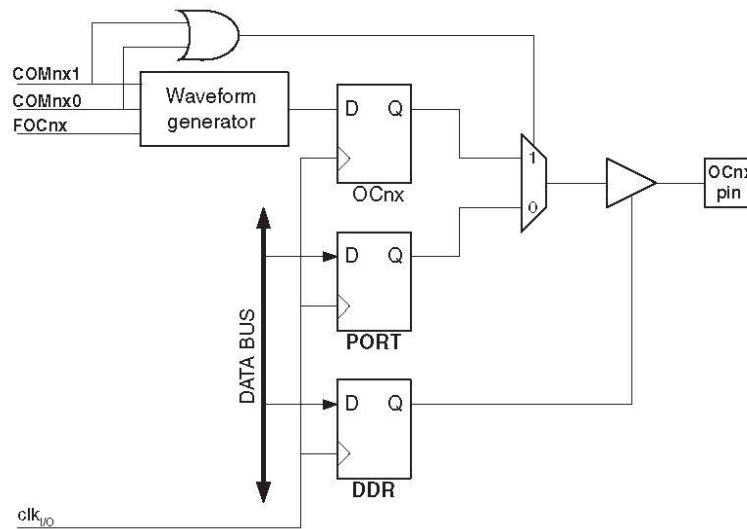 COMnx1
COMnx0
FOCnx
Waveform
generator
D Q
OCnx
1
0
OCnx
pin
D Q
PORT
DATA BUS
D Q
DDR
clkI/O